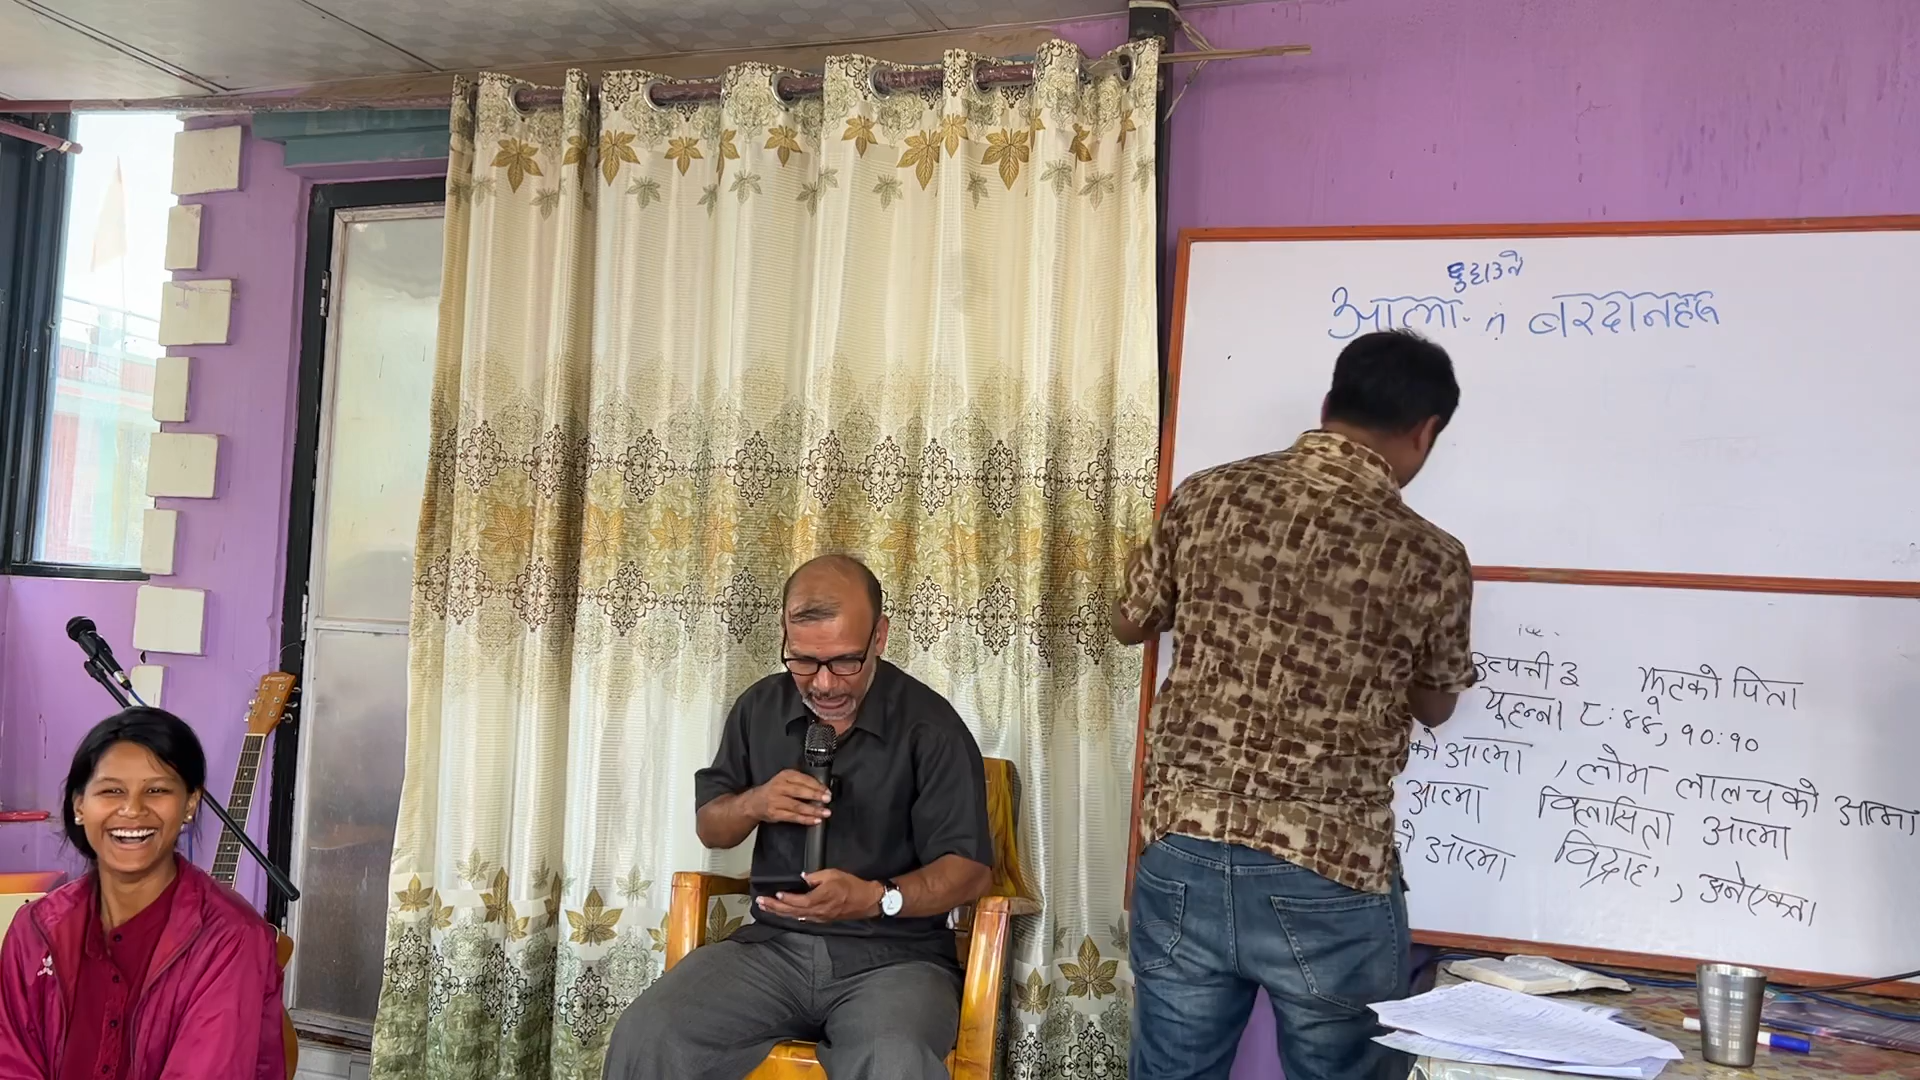 छुट्टाउने
आत्मा बरदानहरू
उत्पत्ती ३ झूटको पिता
यूहन्ना ८:४४, १०:१०
को आत्मा, लोभ लालचको आत्मा
आत्मा विलासिता आत्मा
आत्मा विद्रोह, अनेकता